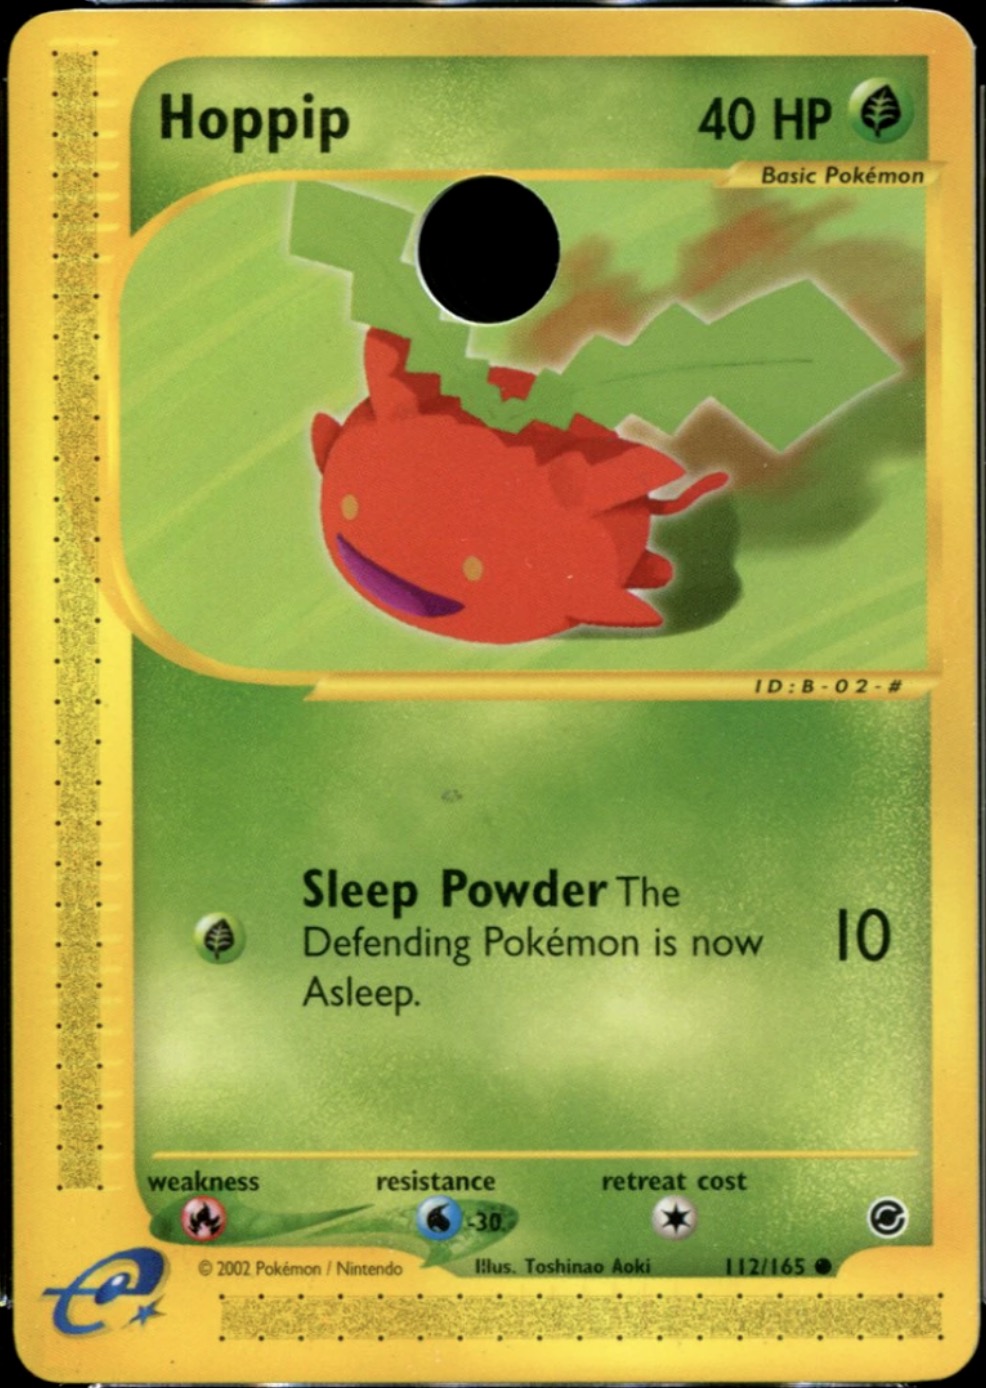 Hoppip 40 HP
Basic Pokémon
ID:B-02-#
Sleep Powder The
Defending Pokémon is now
Asleep.
10
weakness resistance retreat cost
-30
© 2002 Pokémon / Nintendo Illus. Toshinao Aoki 112/165 ●
e